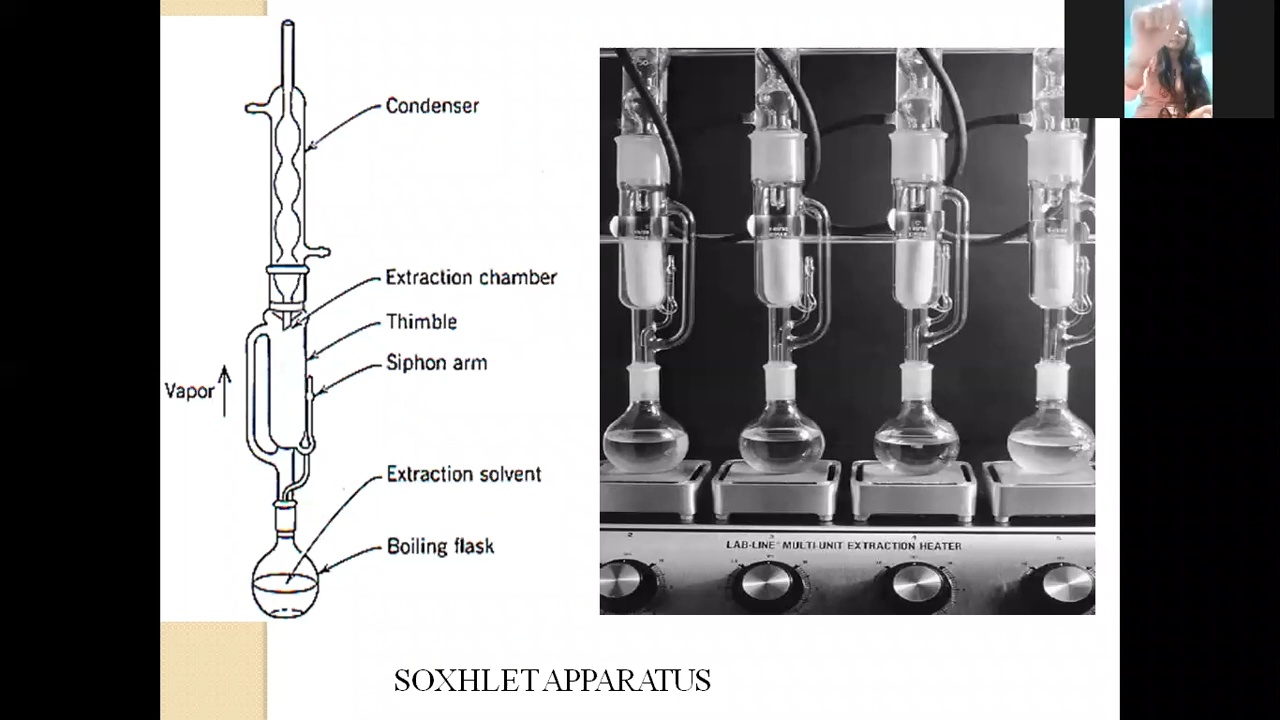 Condenser
Extraction chamber
Thimble
Siphon arm
Vapor
Extraction solvent
Boiling flask
LAB-LINE MULTI-UNIT EXTRACTION HEATER
SOXHLET APPARATUS